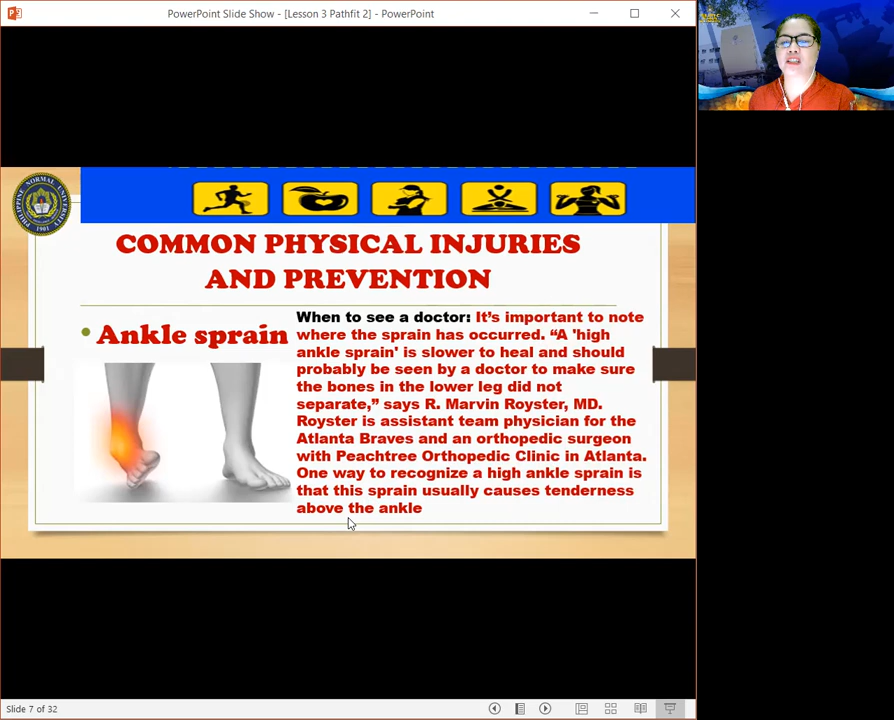 PowerPoint Slide Show - [Lesson 3 Pathfit 2] - PowerPoint
PHILIPPINE NORMAL UNIVERSITY
1901
COMMON PHYSICAL INJURIES
AND PREVENTION
• Ankle sprain
When to see a doctor: It’s important to note
where the sprain has occurred. “A 'high
ankle sprain' is slower to heal and should
probably be seen by a doctor to make sure
the bones in the lower leg did not
separate,” says R. Marvin Royster, MD.
Royster is assistant team physician for the
Atlanta Braves and an orthopedic surgeon
with Peachtree Orthopedic Clinic in Atlanta.
One way to recognize a high ankle sprain is
that this sprain usually causes tenderness
above the ankle
Slide 7 of 32